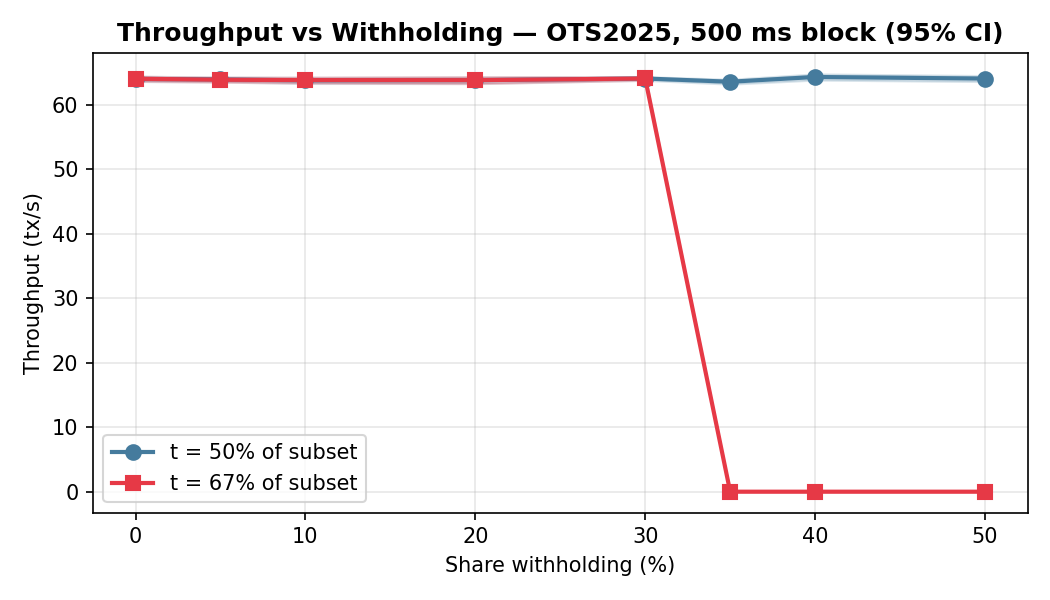 Throughput vs Withholding — OTS2025, 500 ms block (95% CI)
Throughput (tx/s)
60
50
40
30
20
10
0
t = 50% of subset
t = 67% of subset
0 10 20 30 40 50
Share withholding (%)